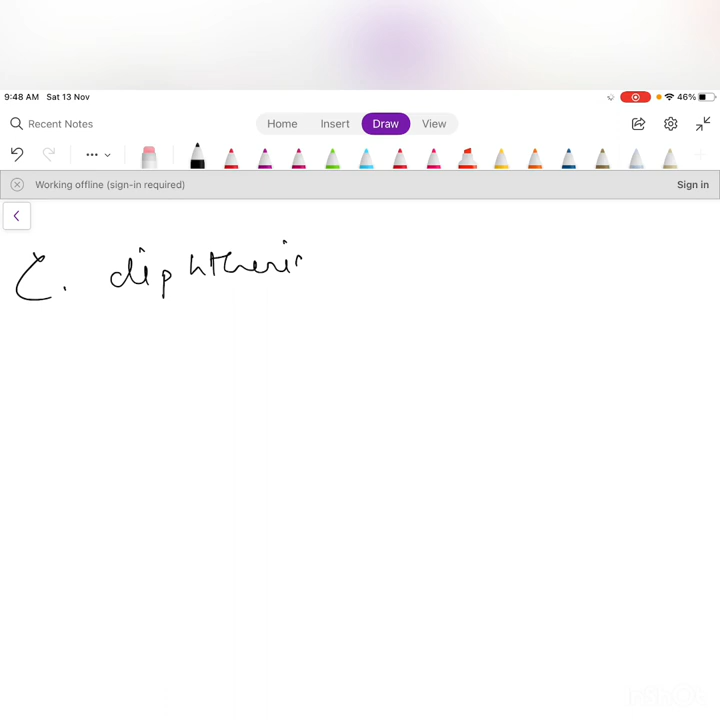 9:48 AM Sat 13 Nov 46%
Recent Notes Home Insert Draw View
Working offline (sign-in required) Sign in
C. diphtheri
InShOt